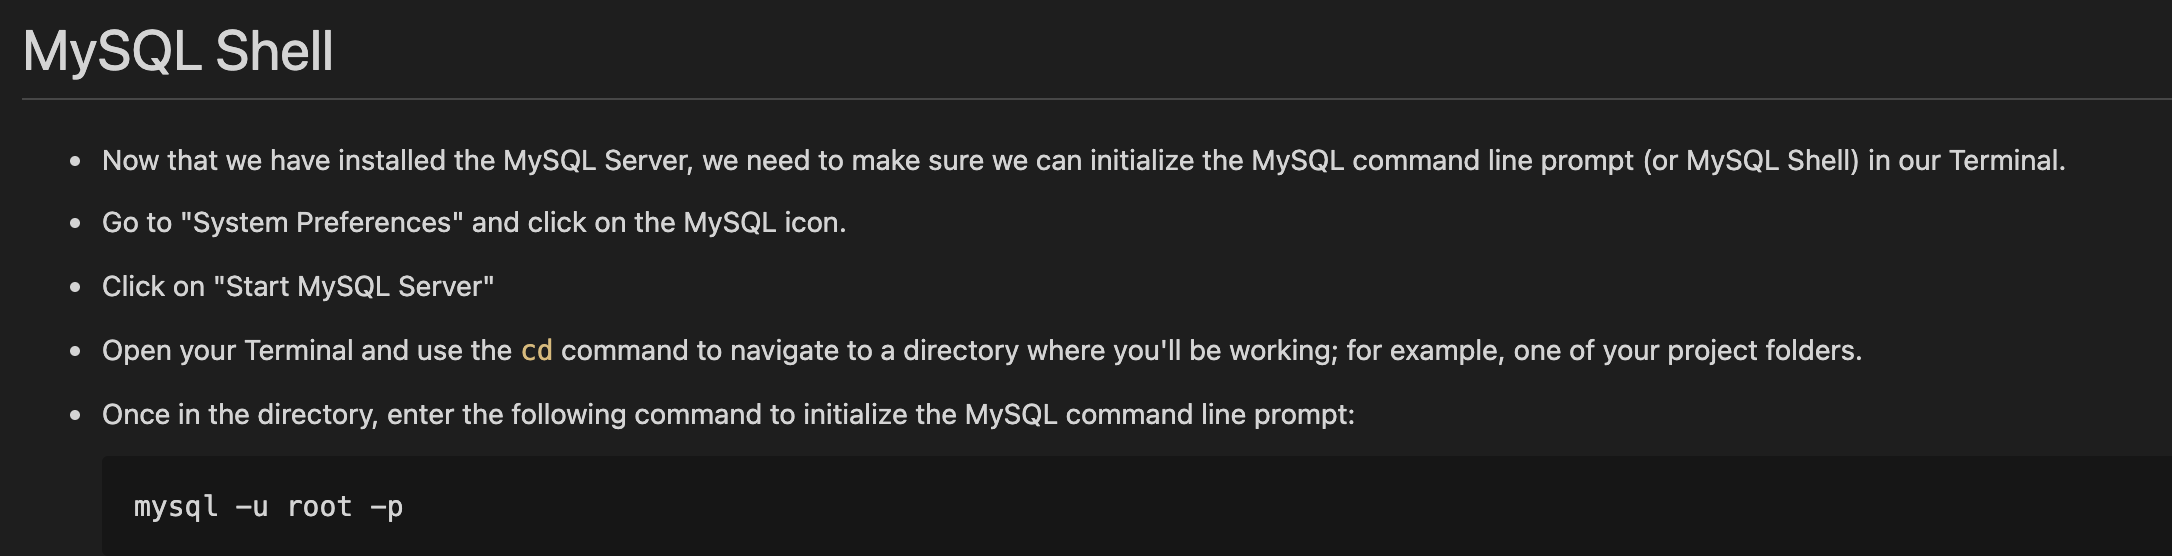 MySQL Shell
• Now that we have installed the MySQL Server, we need to make sure we can initialize the MySQL command line prompt (or MySQL Shell) in our Terminal.
• Go to "System Preferences" and click on the MySQL icon.
• Click on "Start MySQL Server"
• Open your Terminal and use the cd command to navigate to a directory where you'll be working; for example, one of your project folders.
• Once in the directory, enter the following command to initialize the MySQL command line prompt:
mysql -u root -p